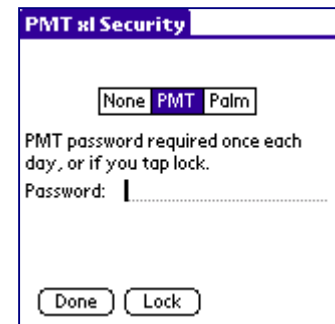 PMT xl Security
None PMT Palm
PMT password required once each
day, or if you tap lock.
Password:
Done Lock